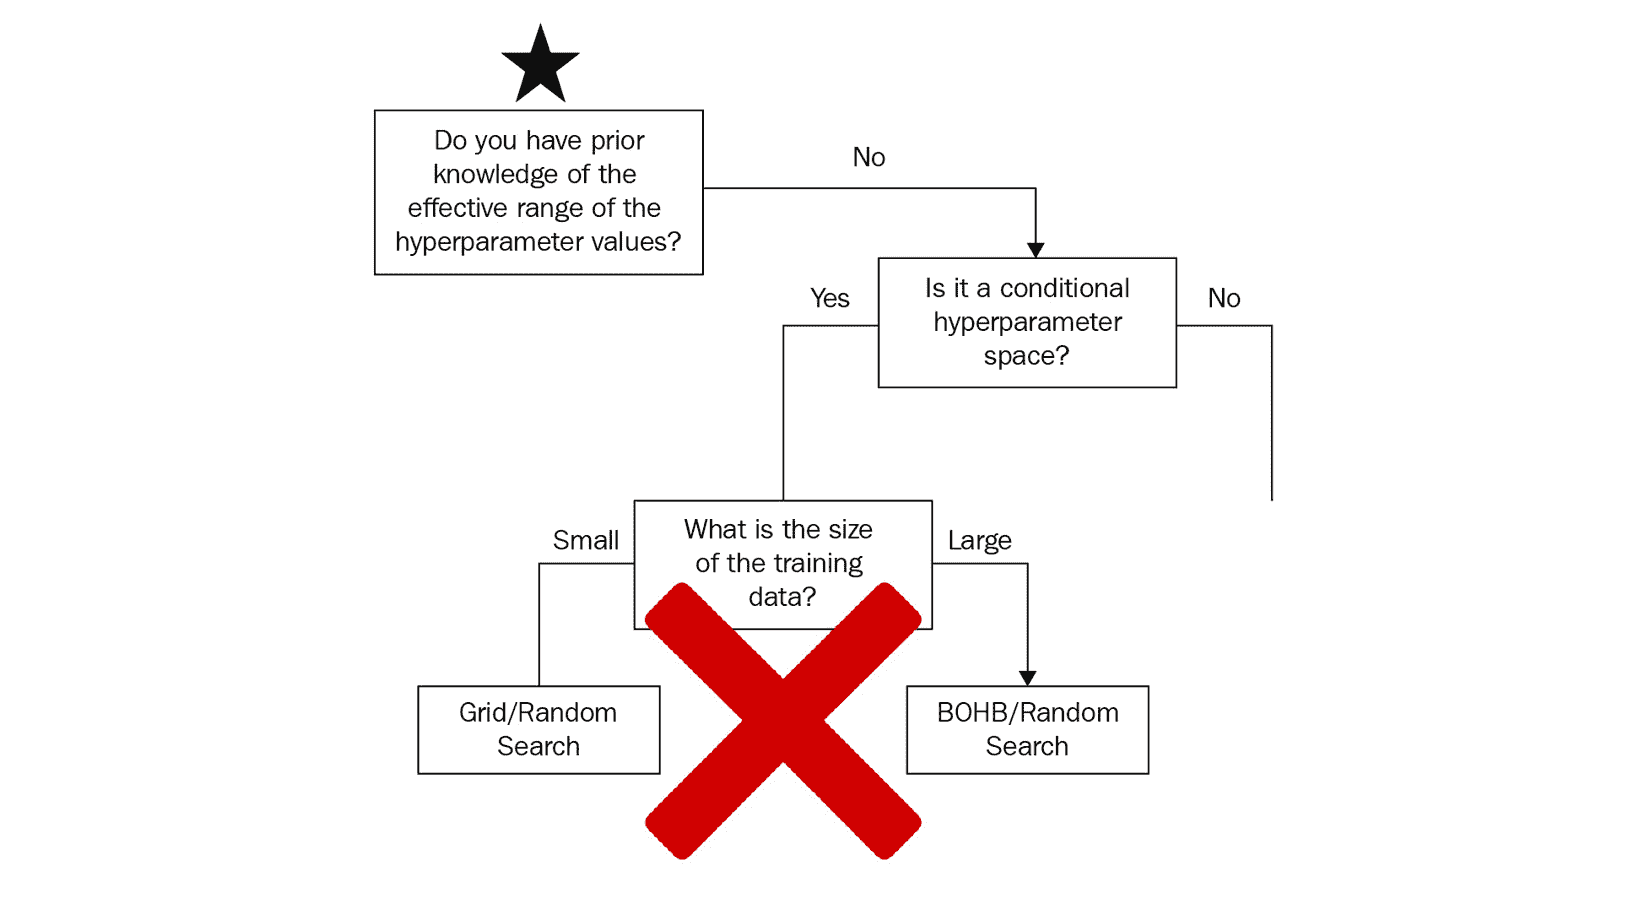 Do you have prior
knowledge of the
effective range of the
hyperparameter values?
No
Is it a conditional
hyperparameter
space?
Yes
No
What is the size
of the training
data?
Small
Large
Grid/Random
Search
BOHB/Random
Search